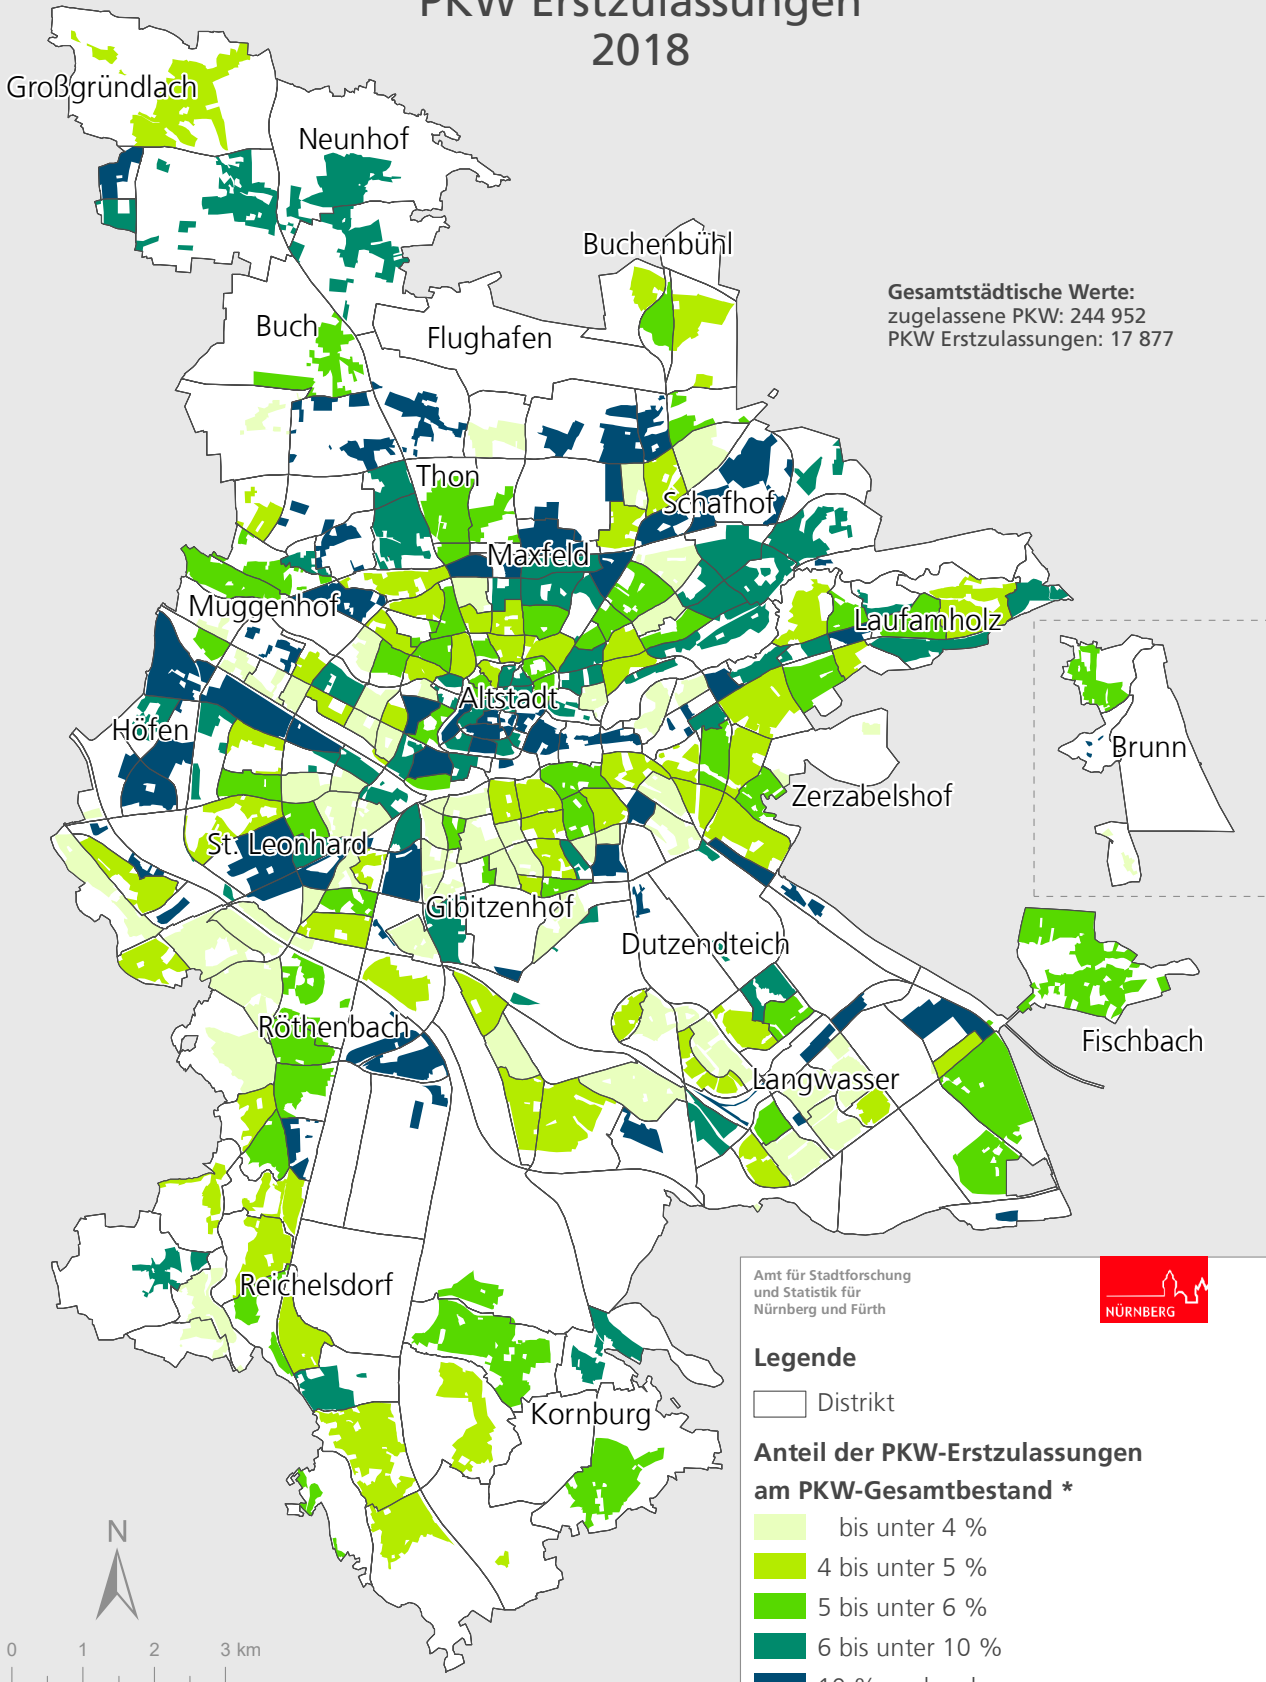 PKW Erstzulassungen
2018
Großgründlach
Neunhof
Buchenbühl
Gesamtstädtische Werte:
zugelassene PKW: 244 952
PKW Erstzulassungen: 17 877
Buch
Flughafen
Thon
Schafhof
Maxfeld
Muggenhof
Laufamholz
Altstadt
Höfen
Brunn
Zerzabelshof
St. Leonhard
Gibitzenhof
Dutzendteich
Röthenbach
Fischbach
Langwasser
Reichelsdorf
Kornburg
Amt für Stadtforschung
und Statistik für
Nürnberg und Fürth
NÜRNBERG
Legende
Distrikt
Anteil der PKW-Erstzulassungen
am PKW-Gesamtbestand *
bis unter 4 %
4 bis unter 5 %
5 bis unter 6 %
6 bis unter 10 %
N
0 1 2 3 km